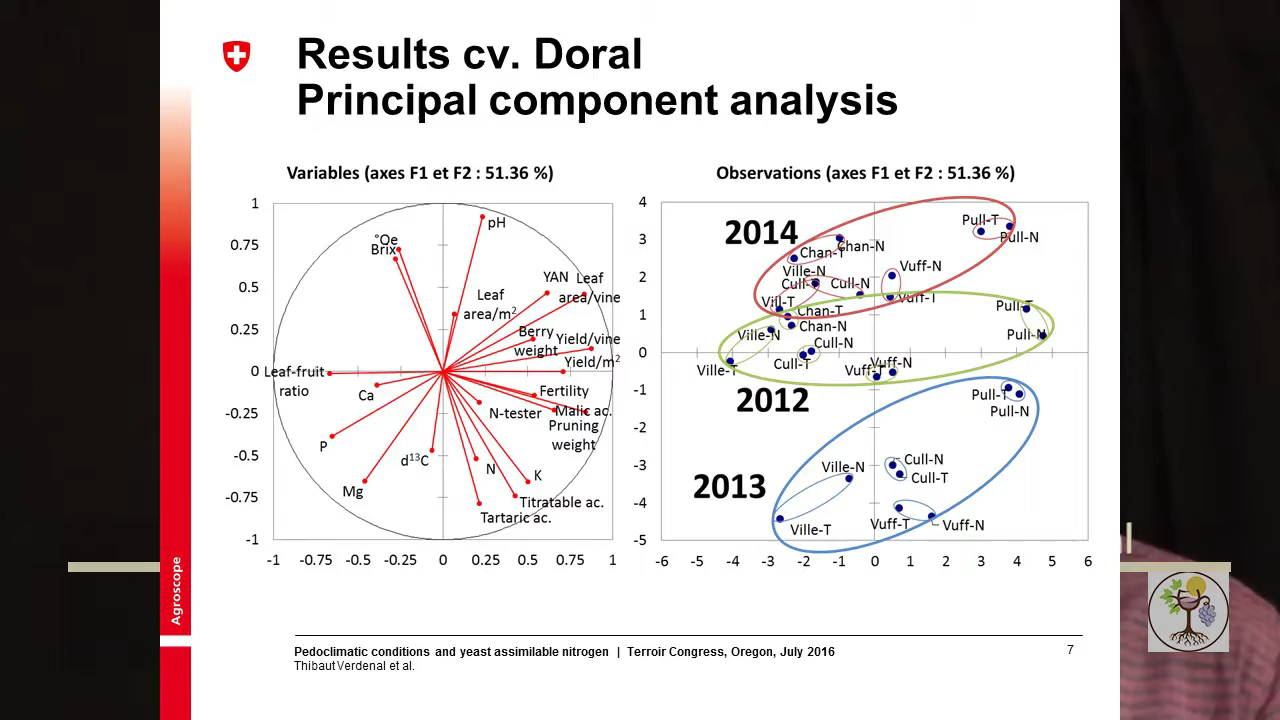 Results cv. Doral
Principal component analysis
Variables (axes F1 et F2 : 51.36 %)
1
0.75
0.5
0.25
0
-0.25
-0.5
-0.75
-1
-1
-0.75
-0.5
-0.25
0
0.25
0.5
0.75
1
pH
°Oe
Brix
YAN
Leaf
area/vine
Leaf
area/m²
Berry
weight
Yield/vine
Yield/m²
Leaf-fruit
ratio
Ca
Fertility
N-tester
Malic ac.
Pruning
weight
P
d¹³C
N
K
Mg
Titratable ac.
Tartaric ac.
Observations (axes F1 et F2 : 51.36 %)
4
3
2
1
0
-1
-2
-3
-4
-5
-6
-5
-4
-3
-2
-1
0
1
2
3
4
5
6
2014
Pull-T
Pull-N
Chan-N
Chan-T
Vuff-N
Ville-N
Cull-T
Cull-N
Vuff-T
Vill-T
Chan-T
Pull-T
Chan-N
Ville-N
Cull-N
Pull-N
Cull-T
Vuff-N
Ville-T
Vuff-T
2012
Pull-T
Pull-N
2013
Ville-N
Cull-N
Cull-T
Ville-T
Vuff-T
Vuff-N
Agroscope
Pedoclimatic conditions and yeast assimilable nitrogen | Terroir Congress, Oregon, July 2016
7
Thibaut Verdenal et al.